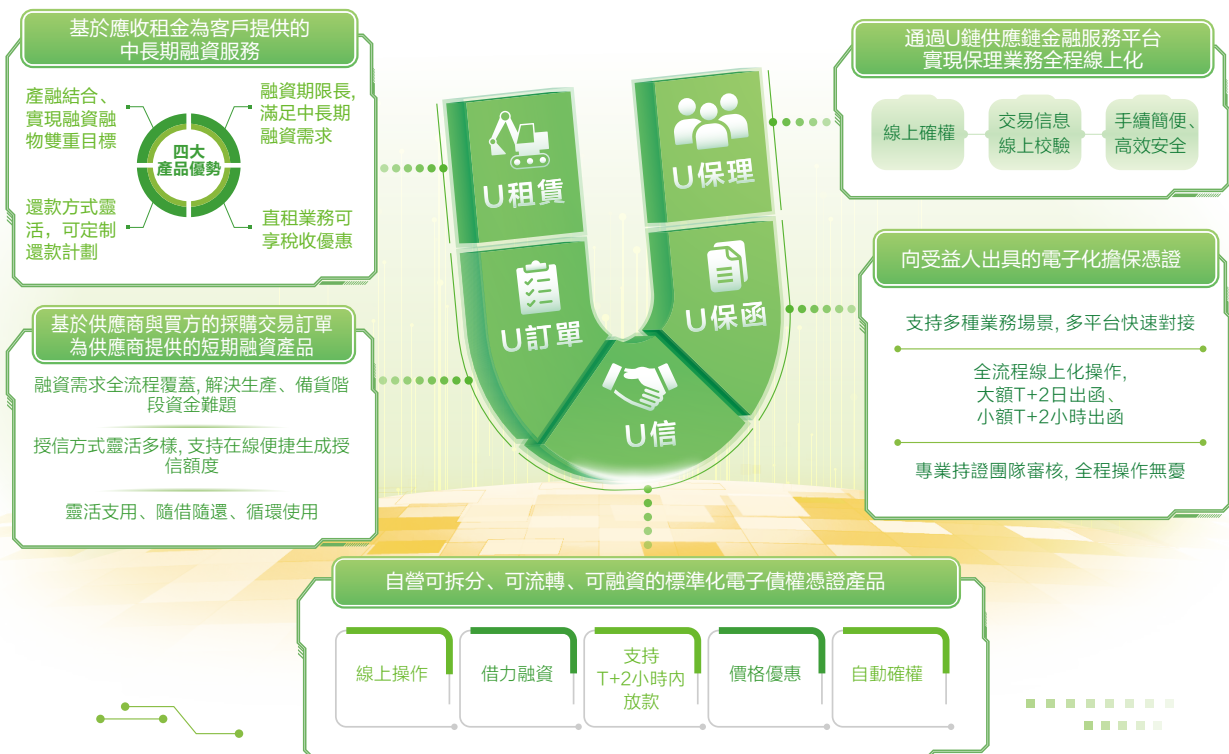 基於應收租金為客戶提供的
中長期融資服務
產融結合、
實現融資融
物雙重目標
融資期限長,
滿足中長期
融資需求
四大
產品優勢
還款方式靈
活，可定制
還款計劃
直租業務可
享稅收優惠
基於供應商與買方的採購交易訂單
為供應商提供的短期融資產品
融資需求全流程覆蓋, 解決生產、備貨階
段資金難題
授信方式靈活多樣, 支持在線便捷生成授
信額度
靈活支用、隨借隨還、循環使用
U租賃
U保理
U訂單
U保函
U信
通過U鏈供應鏈金融服務平台
實現保理業務全程線上化
線上確權
交易信息
線上校驗
手續簡便、
高效安全
向受益人出具的電子化擔保憑證
支持多種業務場景, 多平台快速對接
全流程線上化操作,
大額T+2日出函、
小額T+2小時出函
專業持證團隊審核, 全程操作無憂
自營可拆分、可流轉、可融資的標準化電子債權憑證產品
線上操作
借力融資
支持
T+2小時內
放款
價格優惠
自動確權